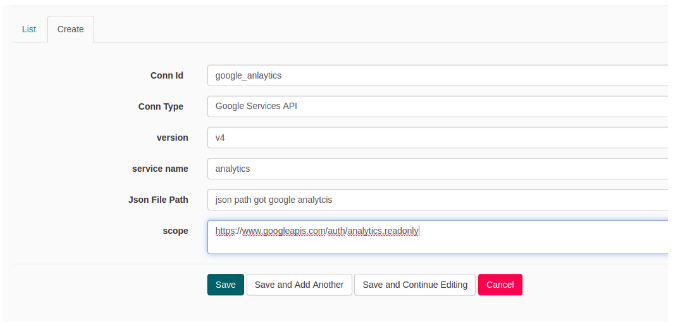 List Create
Conn Id google_anlaytics
Conn Type Google Services API
version v4
service name analytics
Json File Path json path got google analytcis
scope https://www.googleapis.com/auth/analytics.readonly
Save Save and Add Another Save and Continue Editing Cancel